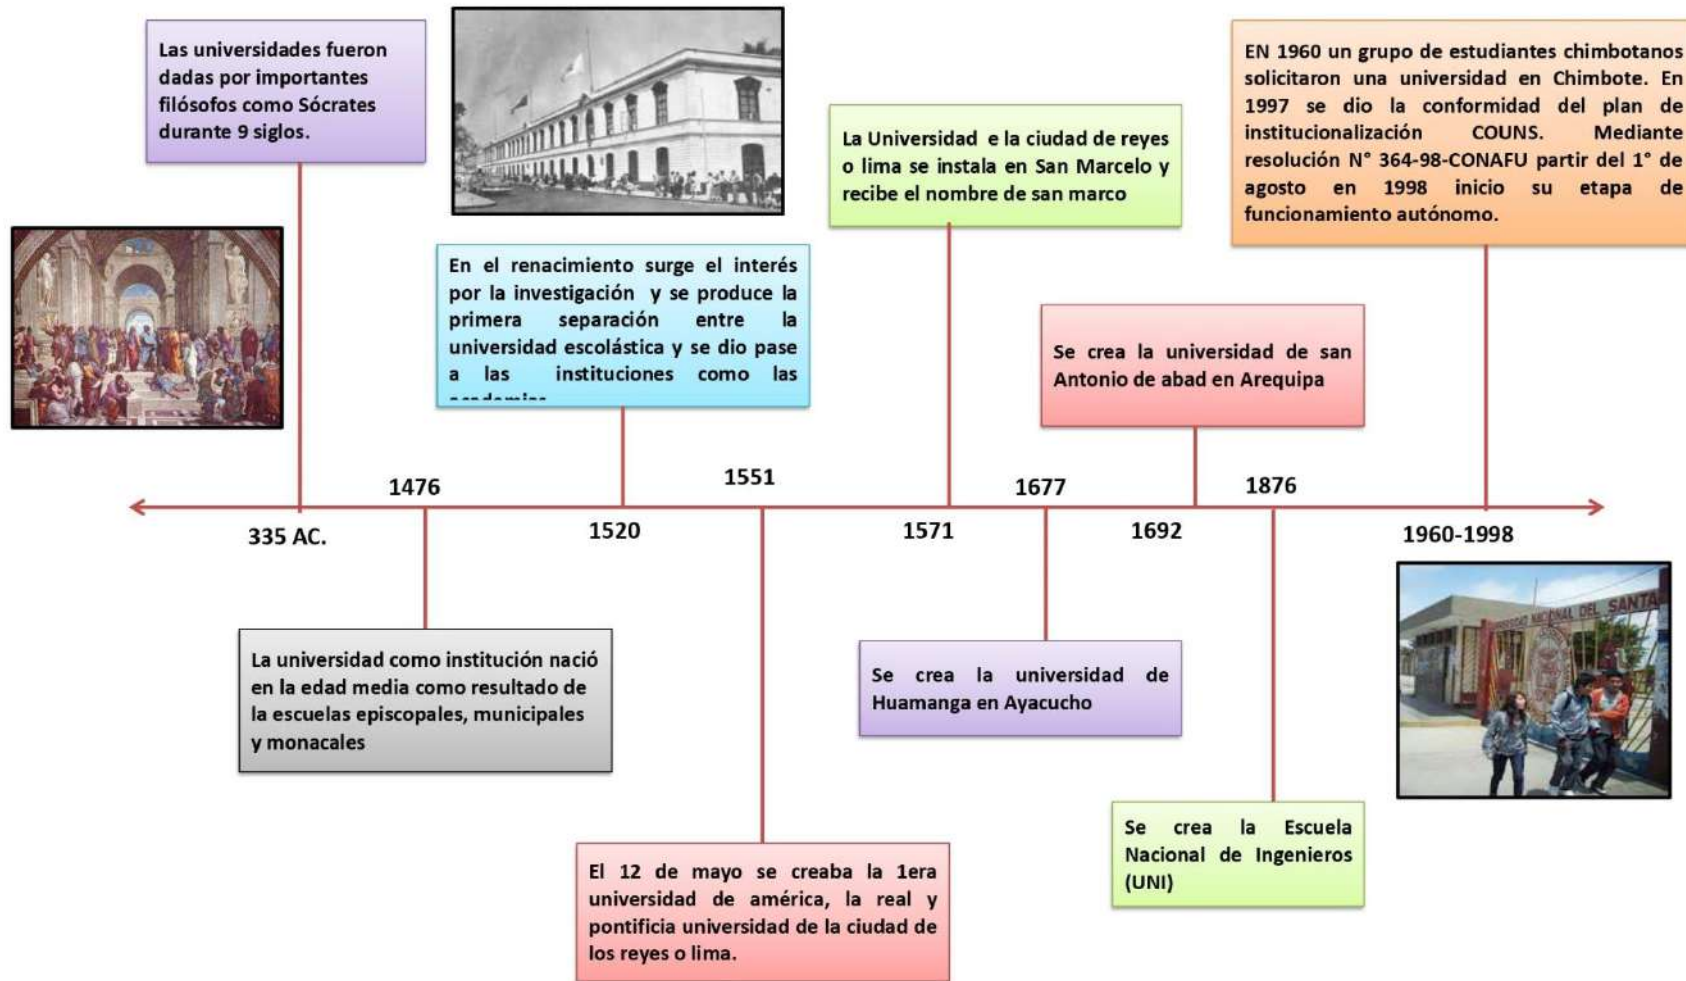 Las universidades fueron
dadas por importantes
filósofos como Sócrates
durante 9 siglos.
En el renacimiento surge el interés
por la investigación y se produce la
primera separación entre la
universidad escolástica y se dio pase
a las instituciones como las
academias
La Universidad e la ciudad de reyes
o lima se instala en San Marcelo y
recibe el nombre de san marco
Se crea la universidad de san
Antonio de abad en Arequipa
EN 1960 un grupo de estudiantes chimbotanos
solicitaron una universidad en Chimbote. En
1997 se dio la conformidad del plan de
institucionalización COUNS. Mediante
resolución N° 364-98-CONAFU partir del 1° de
agosto en 1998 inicio su etapa de
funcionamiento autónomo.
335 AC.
1476
1520
1551
1571
1677
1692
1876
1960-1998
La universidad como institución nació
en la edad media como resultado de
la escuelas episcopales, municipales
y monacales
El 12 de mayo se creaba la 1era
universidad de américa, la real y
pontificia universidad de la ciudad de
los reyes o lima.
Se crea la universidad de
Huamanga en Ayacucho
Se crea la Escuela
Nacional de Ingenieros
(UNI)
NACIONAL DEL SANTA